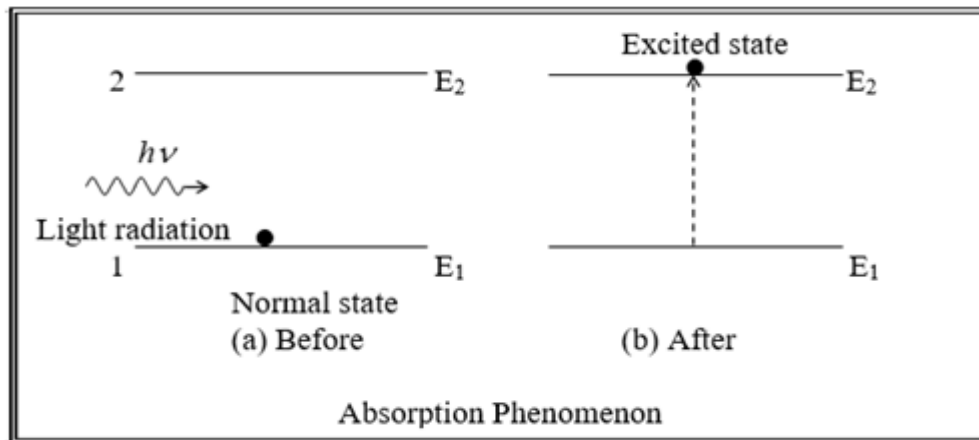 Excited state
2 E₂ E₂
hν
Light radiation
1 E₁ E₁
Normal state
(a) Before (b) After
Absorption Phenomenon